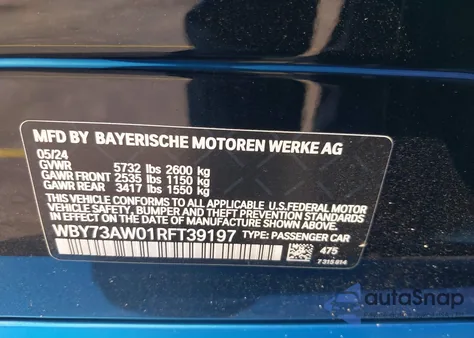 MFD BY BAYERISCHE MOTOREN WERKE AG
05/24
GVWR 5732 lbs 2600 kg
GAWR FRONT 2535 lbs 1150 kg
GAWR REAR 3417 lbs 1550 kg
THIS VEHICLE CONFORMS TO ALL APPLICABLE U.S.FEDERAL MOTOR
VEHICLE SAFETY, BUMPER, AND THEFT PREVENTION STANDARDS
IN EFFECT ON THE DATE OF MANUFACTURE SHOWN ABOVE.
WBY73AW01RFT39197 TYPE: PASSENGER CAR
475
7 315 814
autoSnap